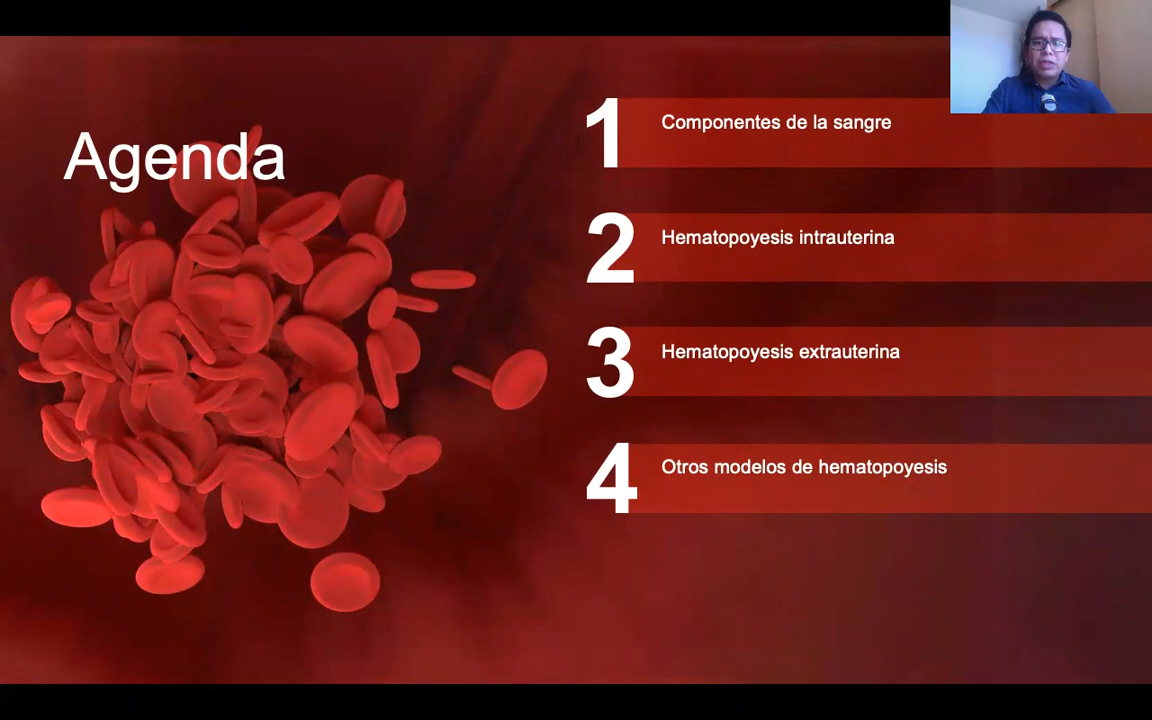 Agenda
1
Componentes de la sangre
2
Hematopoyesis intrauterina
3
Hematopoyesis extrauterina
4
Otros modelos de hematopoyesis